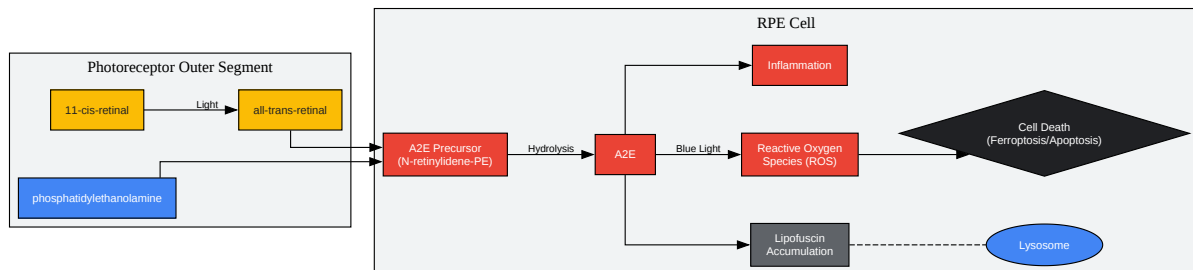 RPE Cell
Photoreceptor Outer Segment
Inflammation
11-cis-retinal
Light
all-trans-retinal
A2E Precursor
(N-retinylidene-PE)
Hydrolysis
A2E
Blue Light
Reactive Oxygen
Species (ROS)
Cell Death
(Ferroptosis/Apoptosis)
phosphatidylethanolamine
Lipofuscin
Accumulation
Lysosome